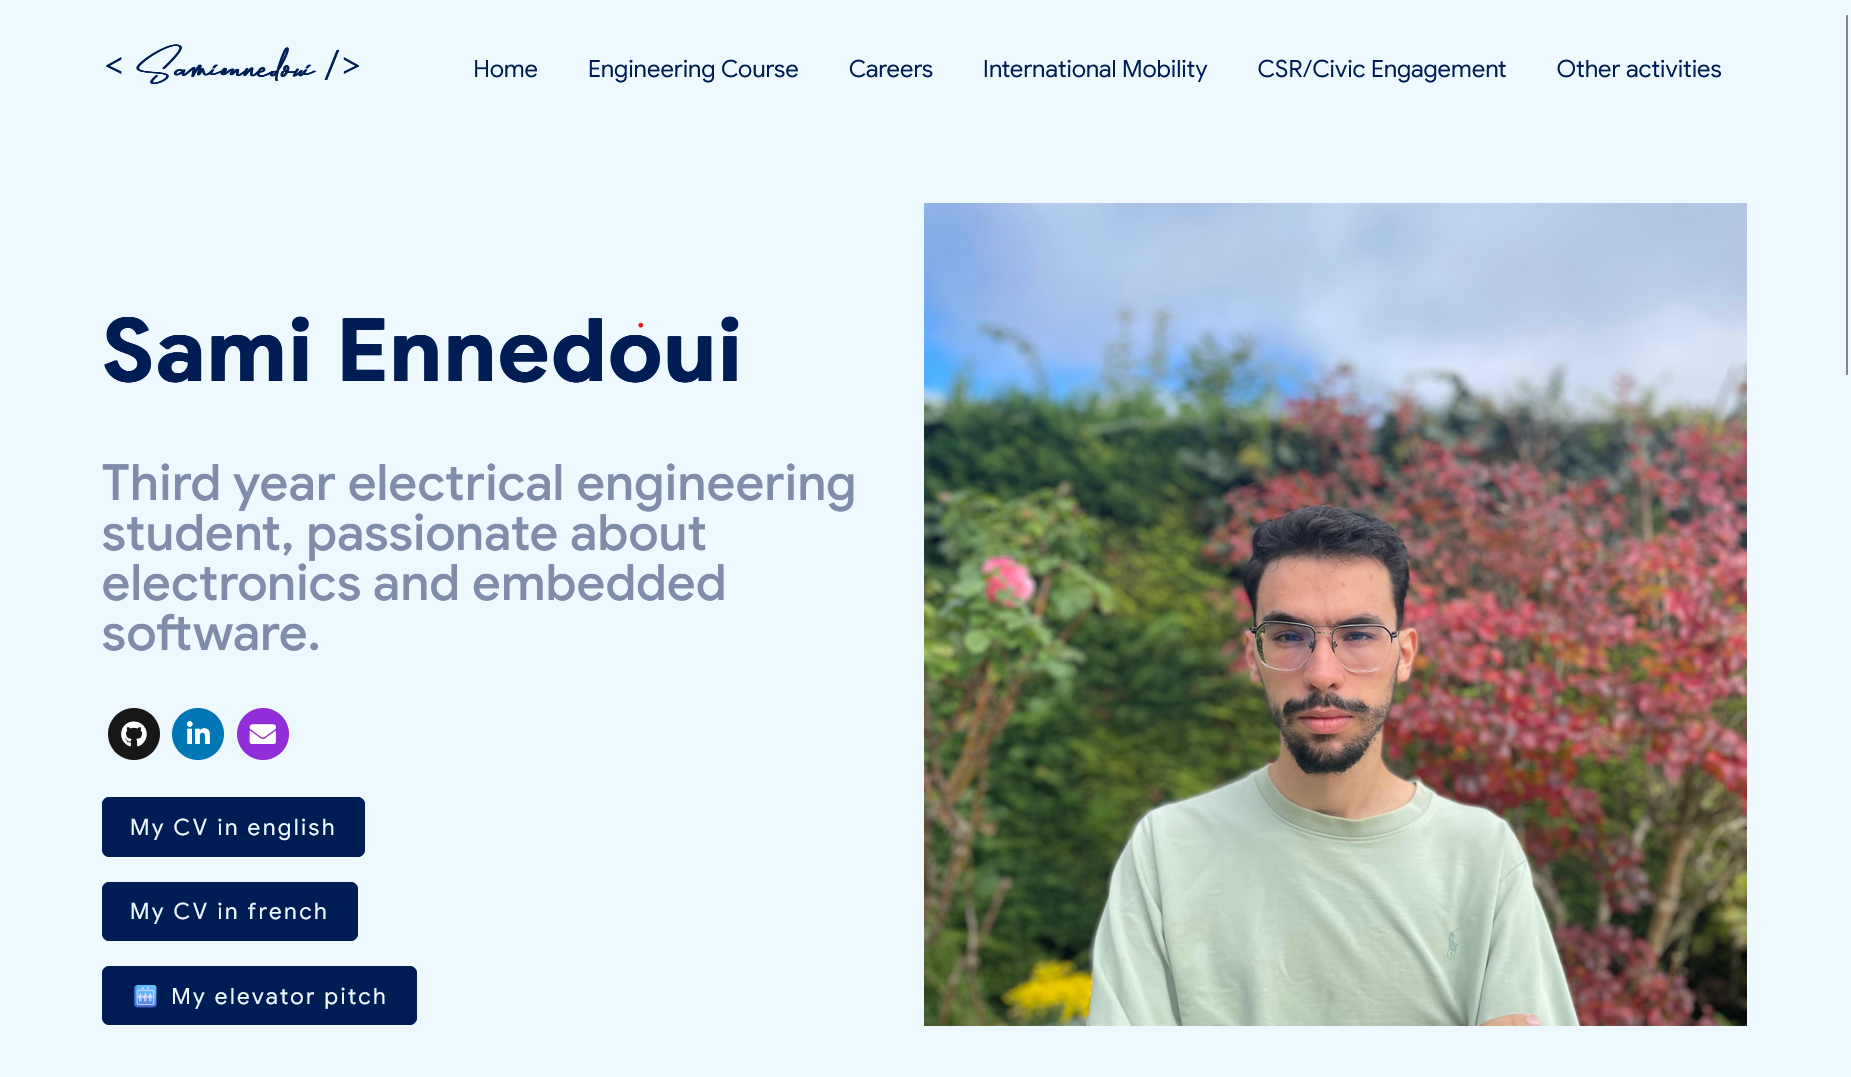 < Samiennedoui />
Home Engineering Course Careers International Mobility CSR/Civic Engagement Other activities
Sami Ennedoui
Third year electrical engineering
student, passionate about
electronics and embedded
software.
in
My CV in english
My CV in french
My elevator pitch